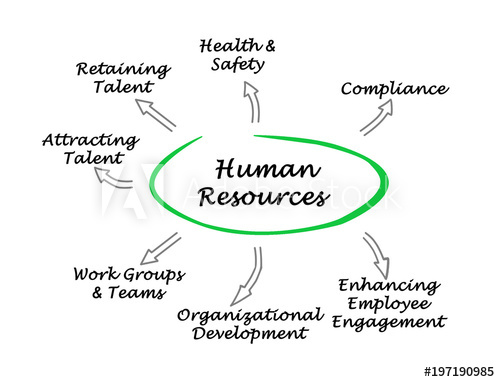 Health &
Safety
Retaining
Talent
Compliance
Attracting
Talent
Human
Resources
Work Groups
& Teams
Organizational
Development
Enhancing
Employee
Engagement
#197190985